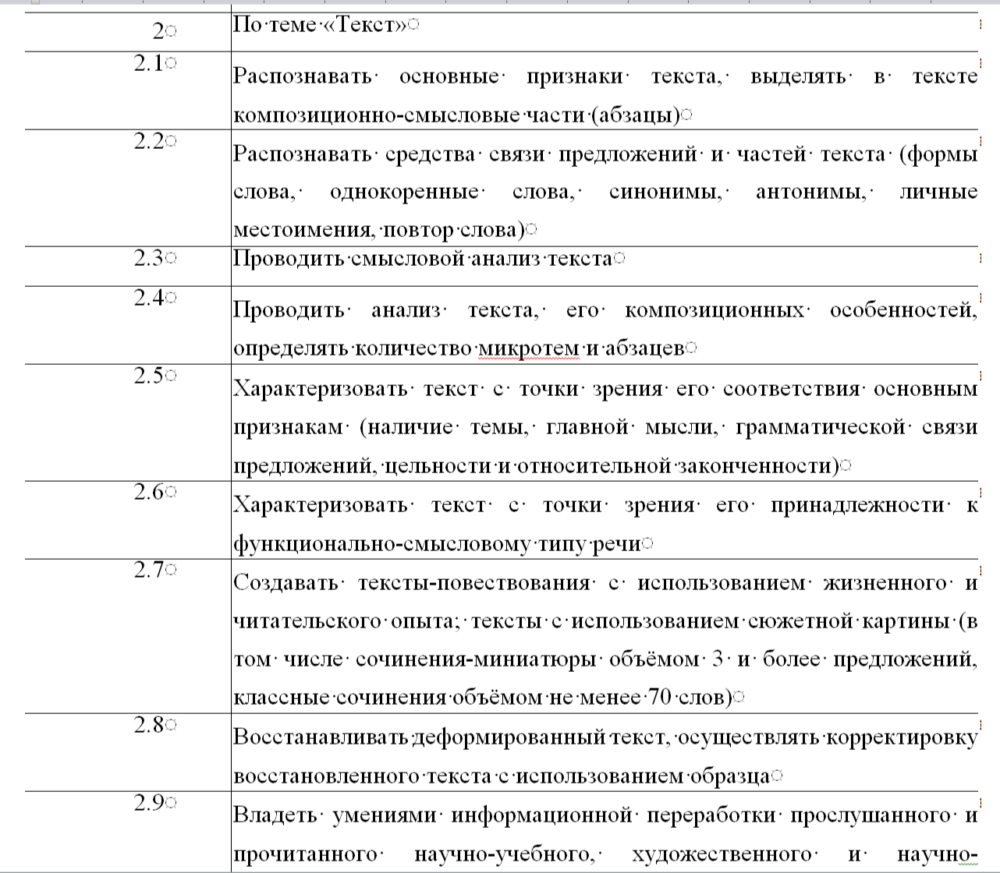 2 По теме «Текст»
2.1 Распознавать основные признаки текста, выделять в тексте
композиционно-смысловые части (абзацы)
2.2 Распознавать средства связи предложений и частей текста (формы
слова, однокоренные слова, синонимы, антонимы, личные
местоимения, повтор слова)
2.3 Проводить смысловой анализ текста
2.4 Проводить анализ текста, его композиционных особенностей,
определять количество микротем и абзацев
2.5 Характеризовать текст с точки зрения его соответствия основным
признакам (наличие темы, главной мысли, грамматической связи
предложений, цельности и относительной законченности)
2.6 Характеризовать текст с точки зрения его принадлежности к
функционально-смысловому типу речи
2.7 Создавать тексты-повествования с использованием жизненного и
читательского опыта; тексты с использованием сюжетной картины (в
том числе сочинения-миниатюры объёмом 3 и более предложений,
классные сочинения объёмом не менее 70 слов)
2.8 Восстанавливать деформированный текст, осуществлять корректировку
восстановленного текста с использованием образца
2.9 Владеть умениями информационной переработки прослушанного и
прочитанного научно-учебного, художественного и научно-